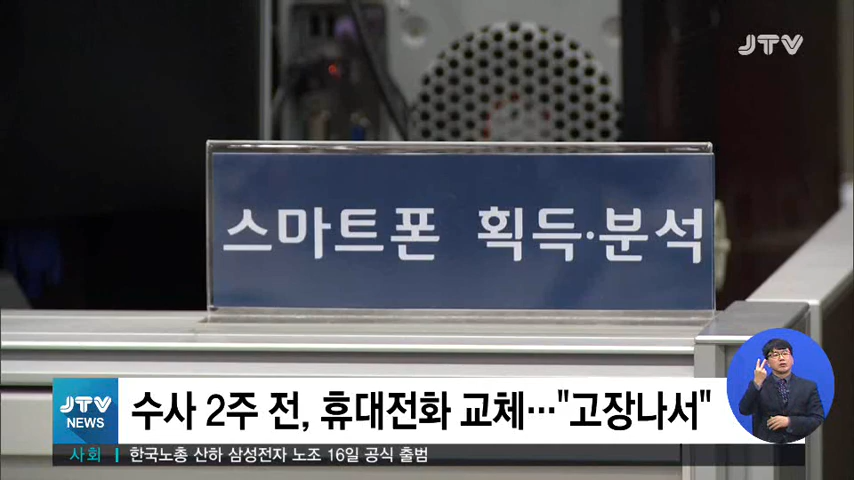 JTV
스마트폰 획득·분석
JTV
NEWS
수사 2주 전, 휴대전화 교체…"고장나서"
사회 | 한국노총 산하 삼성전자 노조 16일 공식 출범